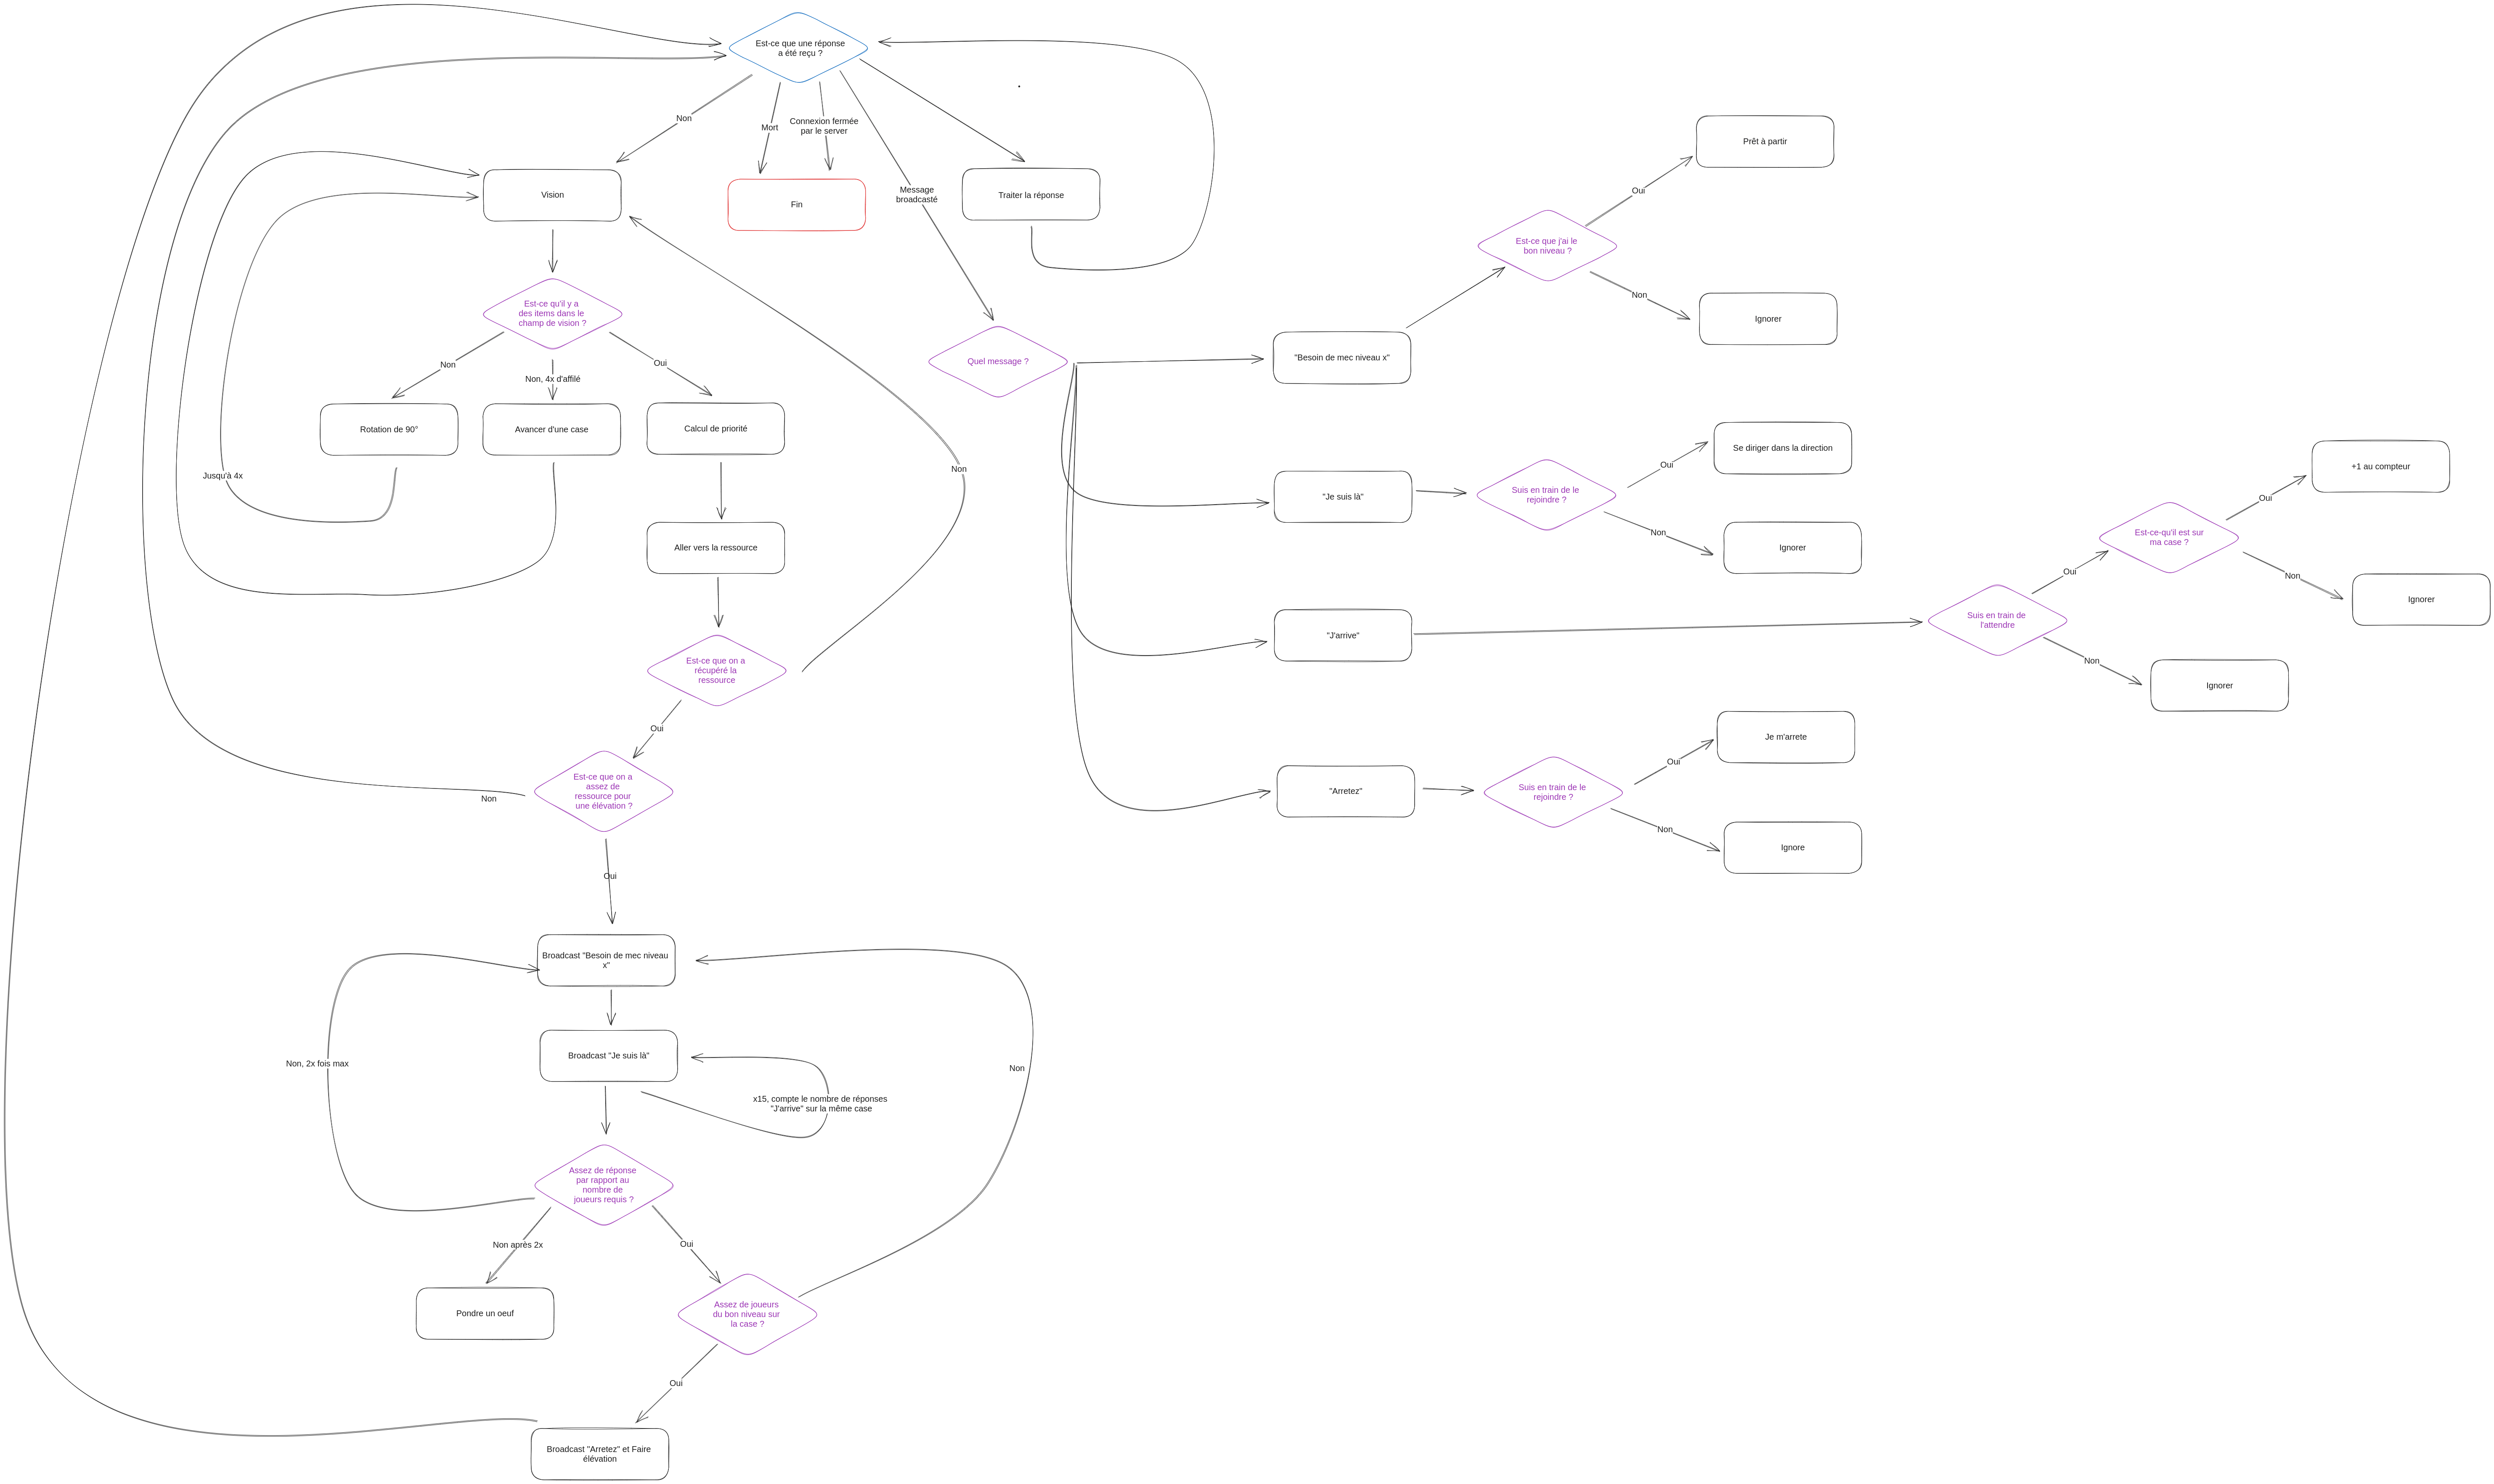 Est-ce que une réponse
a été reçu ?
Non
Mort
Connexion fermée
par le server
Message
broadcasté
Vision
Fin
Traiter la réponse
Prêt à partir
Oui
Est-ce que j'ai le
bon niveau ?
Non
Ignorer
Est-ce qu'il y a
des items dans le
champ de vision ?
Non
Non, 4x d'affilé
Oui
Quel message ?
"Besoin de mec niveau x"
Rotation de 90°
Avancer d'une case
Calcul de priorité
Jusqu'à 4x
Non
"Je suis là"
Suis en train de le
rejoindre ?
Oui
Se diriger dans la direction
Non
Ignorer
Aller vers la ressource
+1 au compteur
Oui
Est-ce-qu'il est sur
ma case ?
Oui
Non
Ignorer
"J'arrive"
Suis en train de
l'attendre
Non
Ignorer
Est-ce que on a
récupéré la
ressource
Oui
Est-ce que on a
assez de
ressource pour
une élévation ?
Non
Oui
Je m'arrete
Oui
"Arretez"
Suis en train de le
rejoindre ?
Non
Ignore
Broadcast "Besoin de mec niveau
x"
Broadcast "Je suis là"
Non, 2x fois max
Non
x15, compte le nombre de réponses
"J'arrive" sur la même case
Assez de réponse
par rapport au
nombre de
joueurs requis ?
Non après 2x
Oui
Pondre un oeuf
Assez de joueurs
du bon niveau sur
la case ?
Oui
Broadcast "Arretez" et Faire
élévation